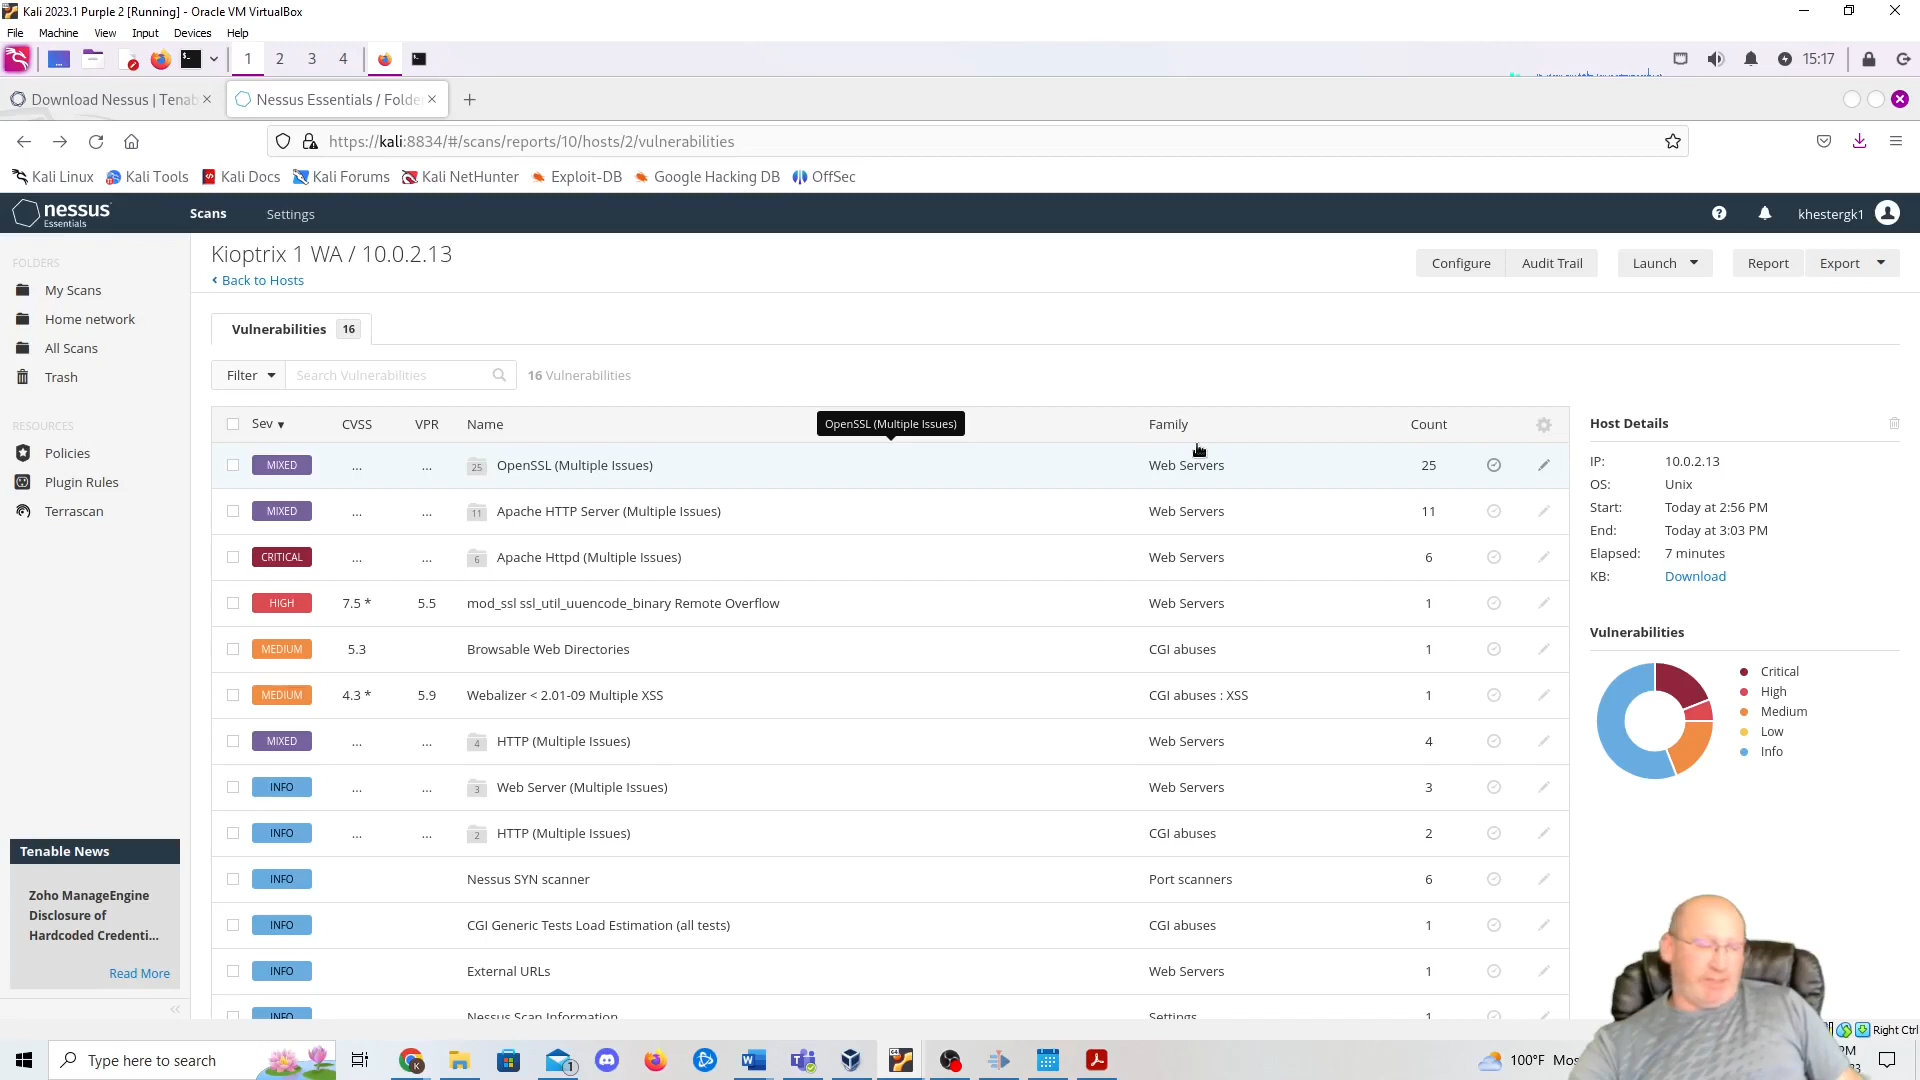 Kali 2023.1 Purple 2 [Running] - Oracle VM VirtualBox
File Machine View Input Devices Help
1 2 3 4
15:17
Download Nessus | Tenab
Nessus Essentials / Folde
https://kali:8834/#/scans/reports/10/hosts/2/vulnerabilities
Kali Linux Kali Tools Kali Docs Kali Forums Kali NetHunter Exploit-DB Google Hacking DB OffSec
nessus
Essentials
Scans Settings
khestergk1
FOLDERS
My Scans
Home network
All Scans
Trash
RESOURCES
Policies
Plugin Rules
Terrascan
Tenable News
Zoho ManageEngine
Disclosure of
Hardcoded Credenti...
Read More
Kioptrix 1 WA / 10.0.2.13
Back to Hosts
Configure Audit Trail Launch Report Export
Vulnerabilities 16
Filter Search Vulnerabilities 16 Vulnerabilities
OpenSSL (Multiple Issues)
Sev CVSS VPR Name Family Count
MIXED ... ... 25 OpenSSL (Multiple Issues) Web Servers 25
MIXED ... ... 11 Apache HTTP Server (Multiple Issues) Web Servers 11
CRITICAL ... ... 6 Apache Httpd (Multiple Issues) Web Servers 6
HIGH 7.5 * 5.5 mod_ssl ssl_util_uuencode_binary Remote Overflow Web Servers 1
MEDIUM 5.3 Browsable Web Directories CGI abuses 1
MEDIUM 4.3 * 5.9 Webalizer < 2.01-09 Multiple XSS CGI abuses : XSS 1
MIXED ... ... 4 HTTP (Multiple Issues) Web Servers 4
INFO ... ... 3 Web Server (Multiple Issues) Web Servers 3
INFO ... ... 2 HTTP (Multiple Issues) CGI abuses 2
INFO Nessus SYN scanner Port scanners 6
INFO CGI Generic Tests Load Estimation (all tests) CGI abuses 1
INFO External URLs Web Servers 1
INFO Nessus Scan Information Settings 1
Host Details
IP: 10.0.2.13
OS: Unix
Start: Today at 2:56 PM
End: Today at 3:03 PM
Elapsed: 7 minutes
KB: Download
Vulnerabilities
Critical
High
Medium
Low
Info
Right Ctrl
Type here to search
1
100°F